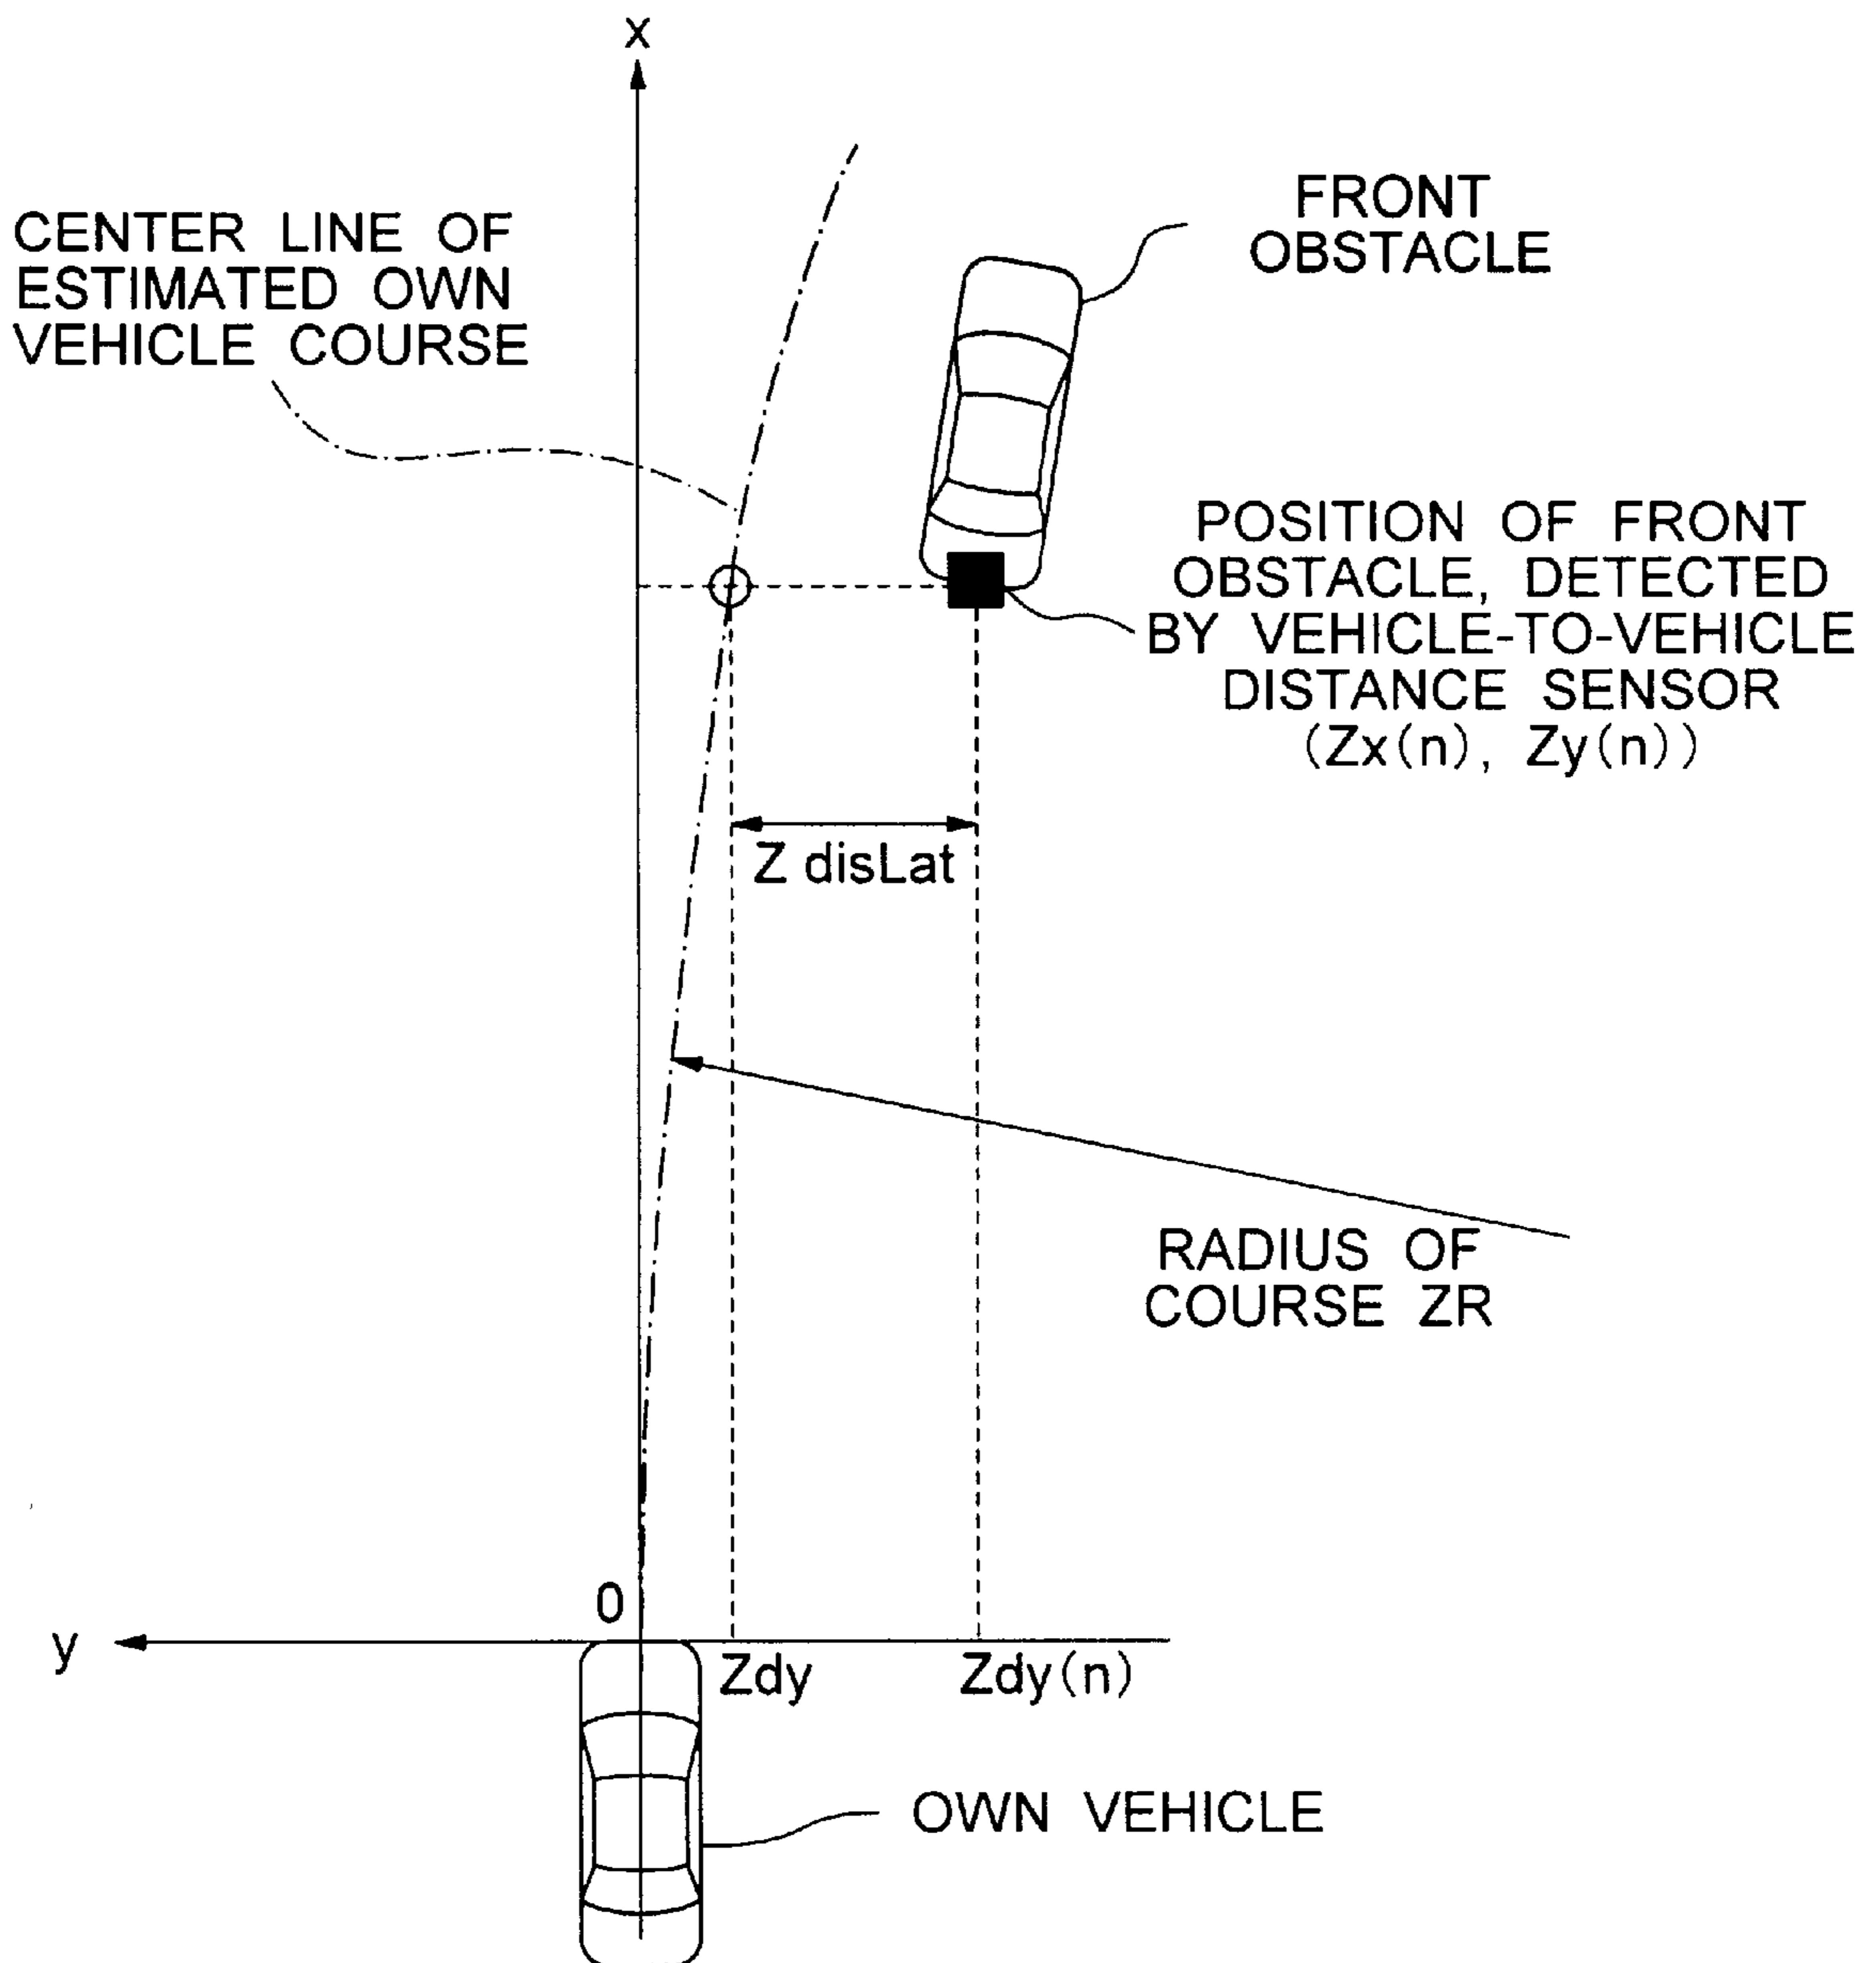 x
CENTER LINE OF
ESTIMATED OWN
VEHICLE COURSE
FRONT
OBSTACLE
POSITION OF FRONT
OBSTACLE, DETECTED
BY VEHICLE-TO-VEHICLE
DISTANCE SENSOR
(Zx(n), Zy(n))
Z disLat
RADIUS OF
COURSE ZR
0
y
Zdy
Zdy(n)
OWN VEHICLE